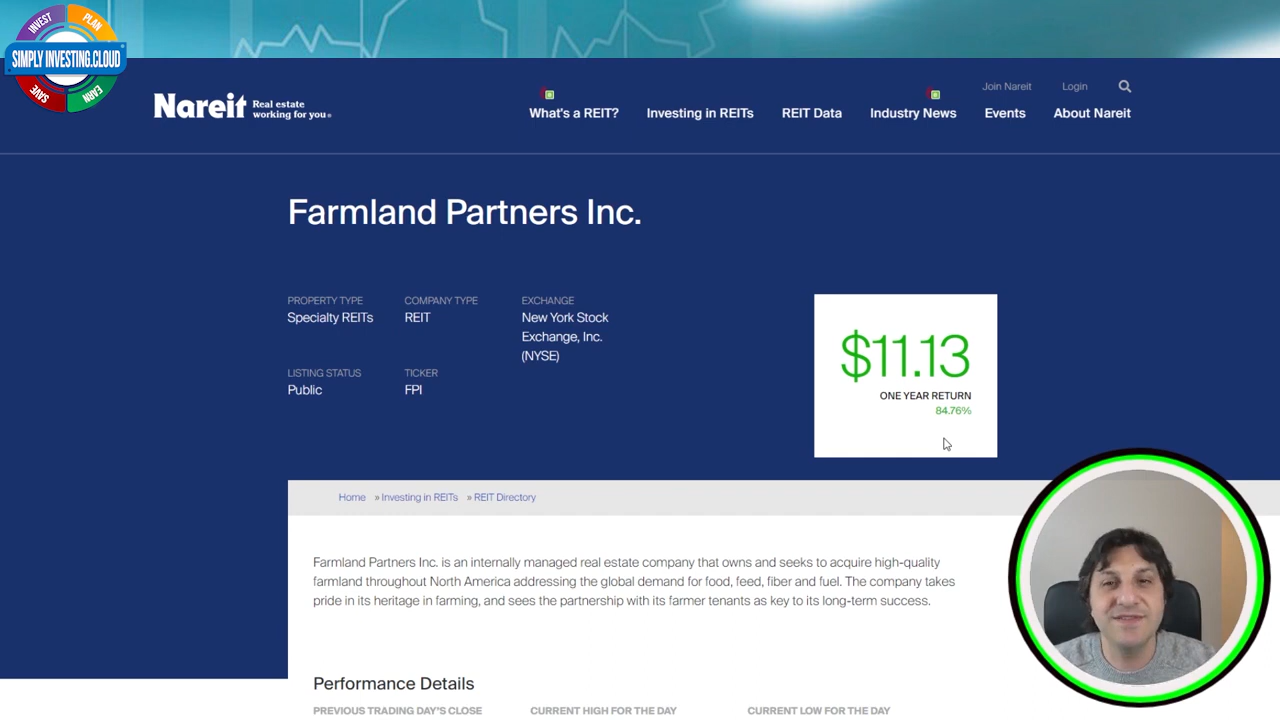 INVEST
PLAN
SIMPLY INVESTING.CLOUD
SAVE
EARN
Nareit
Real estate
working for you®
Join Nareit
Login
What's a REIT?
Investing in REITs
REIT Data
Industry News
Events
About Nareit
Farmland Partners Inc.
PROPERTY TYPE
Specialty REITs
COMPANY TYPE
REIT
EXCHANGE
New York Stock
Exchange, Inc.
(NYSE)
LISTING STATUS
Public
TICKER
FPI
$11.13
ONE YEAR RETURN
84.76%
Home » Investing in REITs » REIT Directory
Farmland Partners Inc. is an internally managed real estate company that owns and seeks to acquire high-quality
farmland throughout North America addressing the global demand for food, feed, fiber and fuel. The company takes
pride in its heritage in farming, and sees the partnership with its farmer tenants as key to its long-term success.
Performance Details
PREVIOUS TRADING DAY'S CLOSE
CURRENT HIGH FOR THE DAY
CURRENT LOW FOR THE DAY